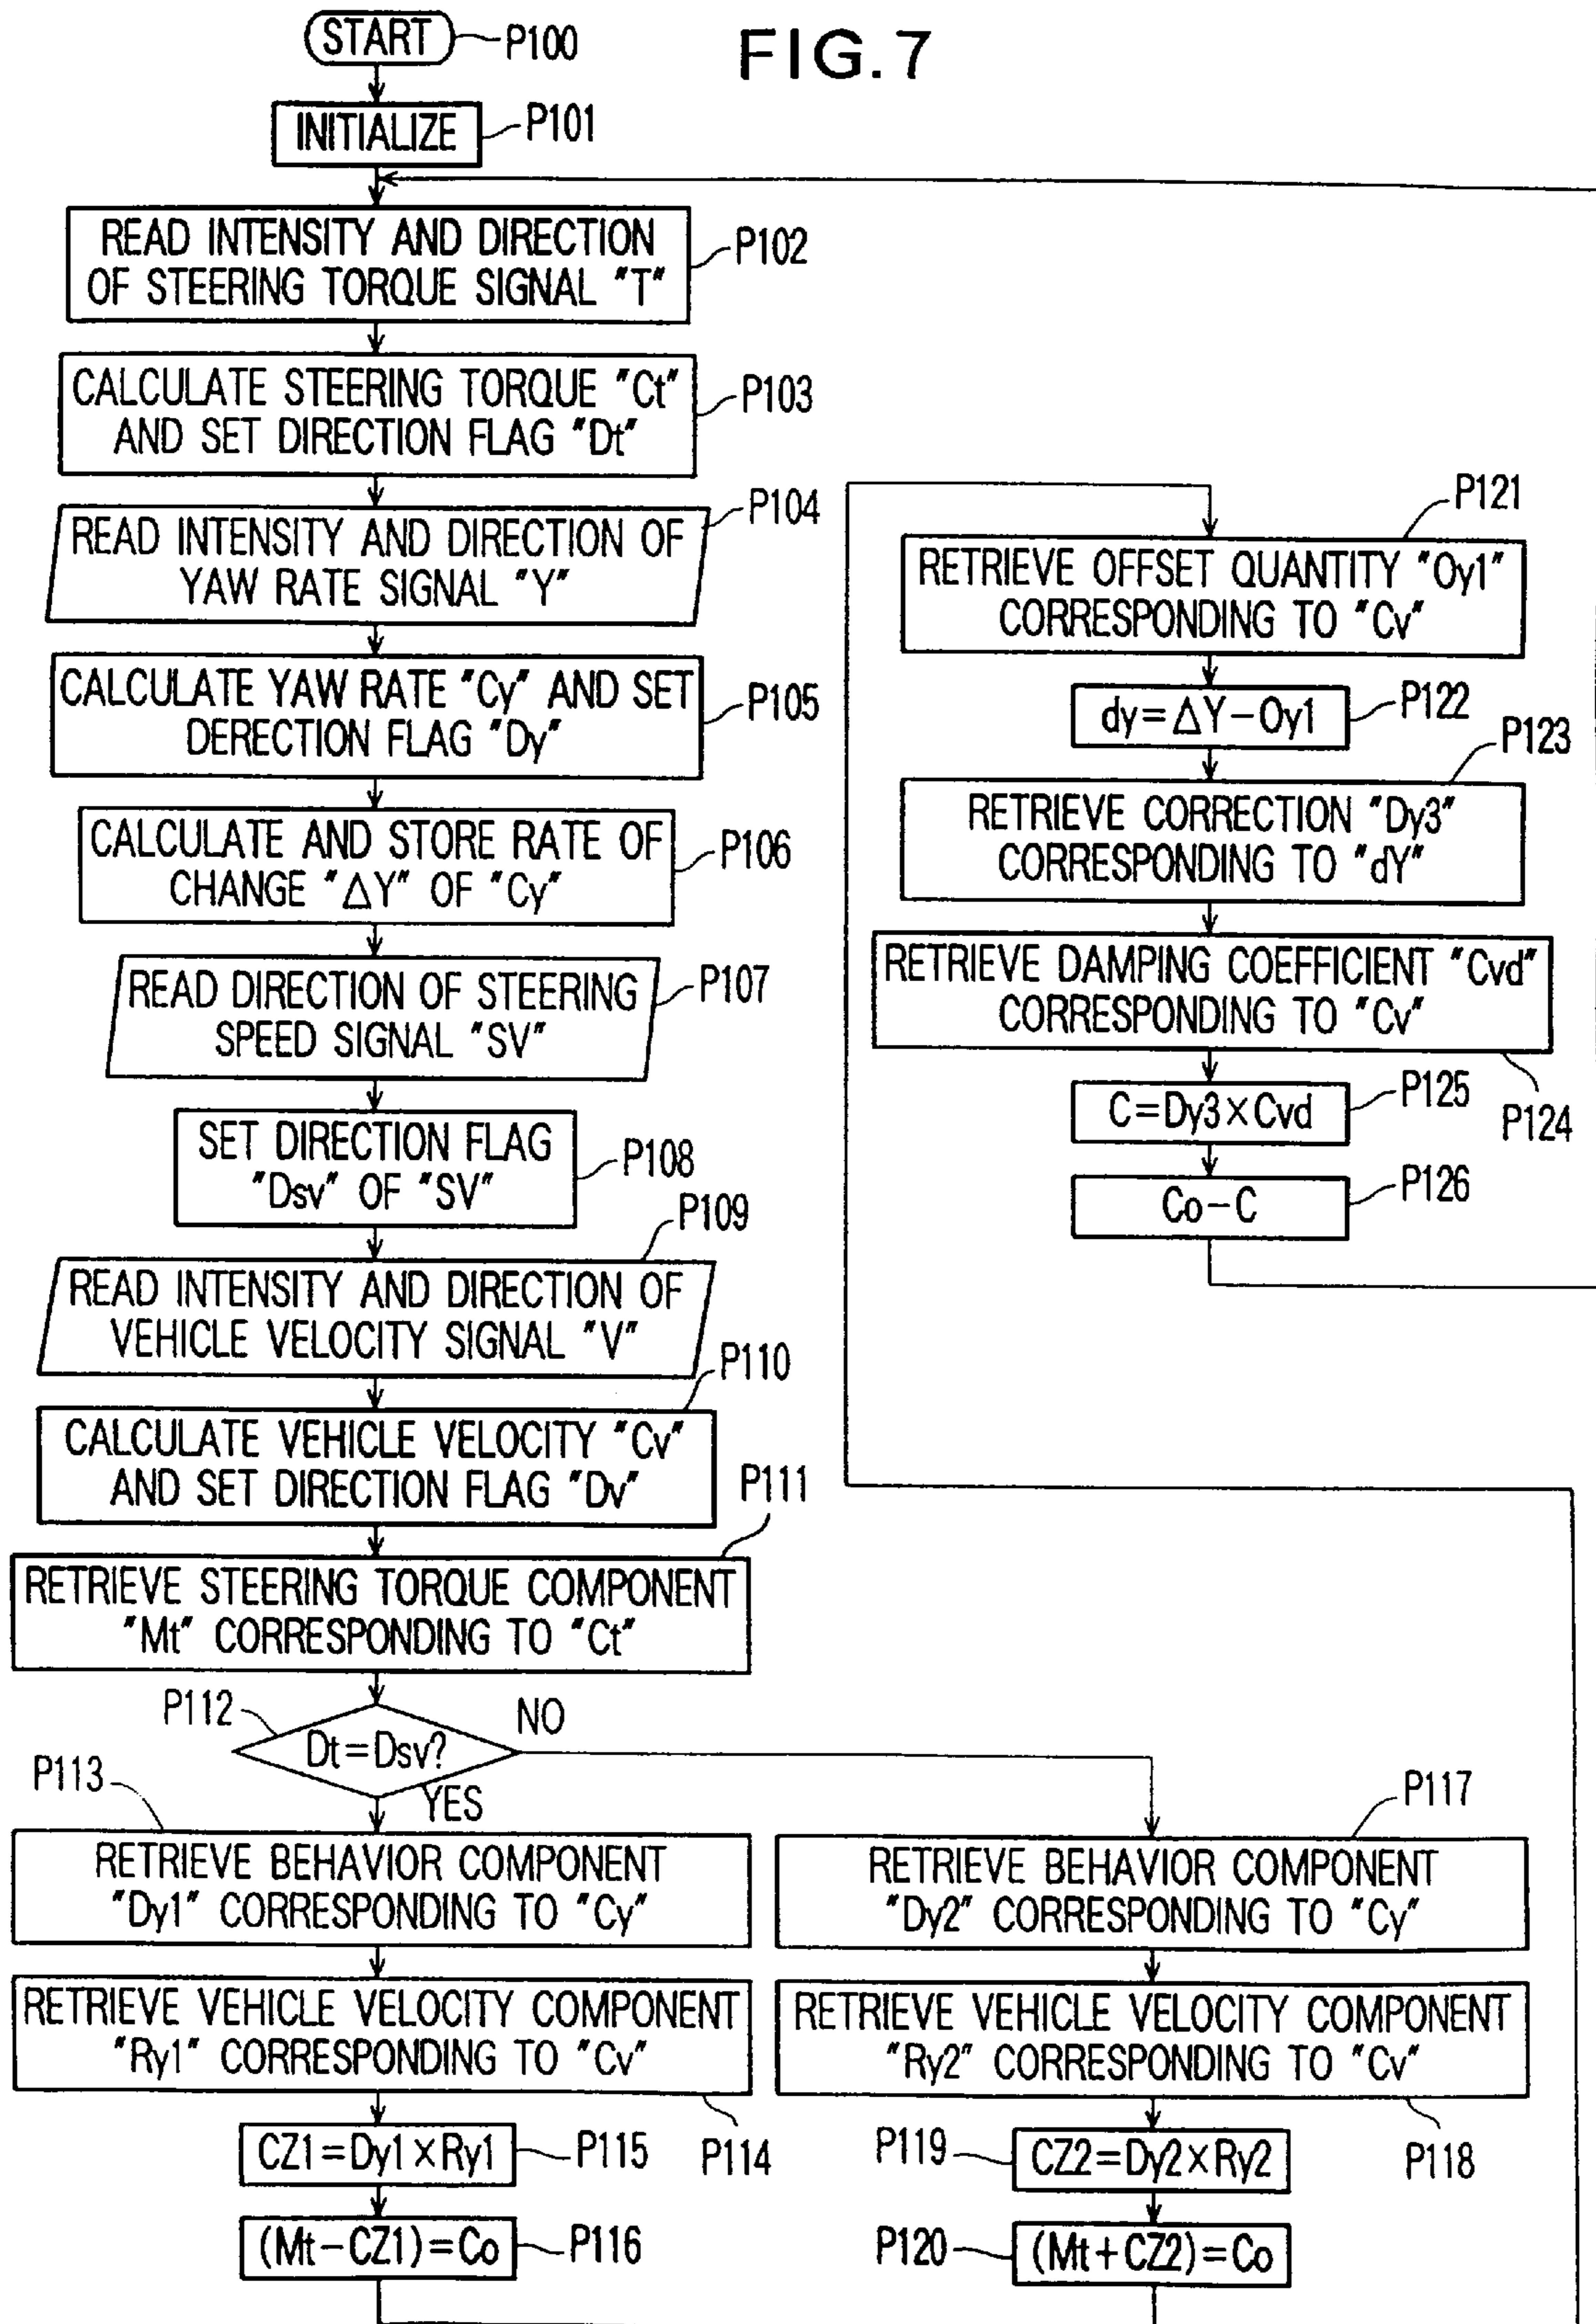 FIG.7
START
P100
INITIALIZE
P101
READ INTENSITY AND DIRECTION
OF STEERING TORQUE SIGNAL "T"
P102
CALCULATE STEERING TORQUE "Ct"
AND SET DIRECTION FLAG "Dt"
P103
READ INTENSITY AND DIRECTION OF
YAW RATE SIGNAL "Y"
P104
CALCULATE YAW RATE "Cy" AND SET
DERECTION FLAG "Dy"
P105
CALCULATE AND STORE RATE OF
CHANGE "ΔY" OF "Cy"
P106
READ DIRECTION OF STEERING
SPEED SIGNAL "SV"
P107
SET DIRECTION FLAG
"Dsv" OF "SV"
P108
READ INTENSITY AND DIRECTION OF
VEHICLE VELOCITY SIGNAL "V"
P109
CALCULATE VEHICLE VELOCITY "Cv"
AND SET DIRECTION FLAG "Dv"
P110
RETRIEVE STEERING TORQUE COMPONENT
"Mt" CORRESPONDING TO "Ct"
P111
P112
Dt=Dsv?
NO
YES
P113
RETRIEVE BEHAVIOR COMPONENT
"Dy1" CORRESPONDING TO "Cy"
RETRIEVE VEHICLE VELOCITY COMPONENT
"Ry1" CORRESPONDING TO "Cv"
P114
CZ1=Dy1×Ry1
P115
(Mt-CZ1)=Co
P116
P117
RETRIEVE BEHAVIOR COMPONENT
"Dy2" CORRESPONDING TO "Cy"
RETRIEVE VEHICLE VELOCITY COMPONENT
"Ry2" CORRESPONDING TO "Cv"
P118
P119
CZ2=Dy2×Ry2
P120
(Mt+CZ2)=Co
P121
RETRIEVE OFFSET QUANTITY "Oy1"
CORRESPONDING TO "Cv"
dy=ΔY-Oy1
P122
P123
RETRIEVE CORRECTION "Dy3"
CORRESPONDING TO "dY"
RETRIEVE DAMPING COEFFICIENT "Cvd"
CORRESPONDING TO "Cv"
P124
C=Dy3×Cvd
P125
Co-C
P126